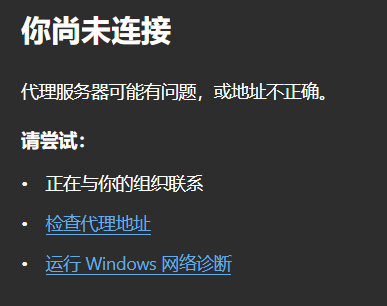 你尚未连接
代理服务器可能有问题，或地址不正确。
请尝试：
• 正在与你的组织联系
• 检查代理地址
• 运行 Windows 网络诊断